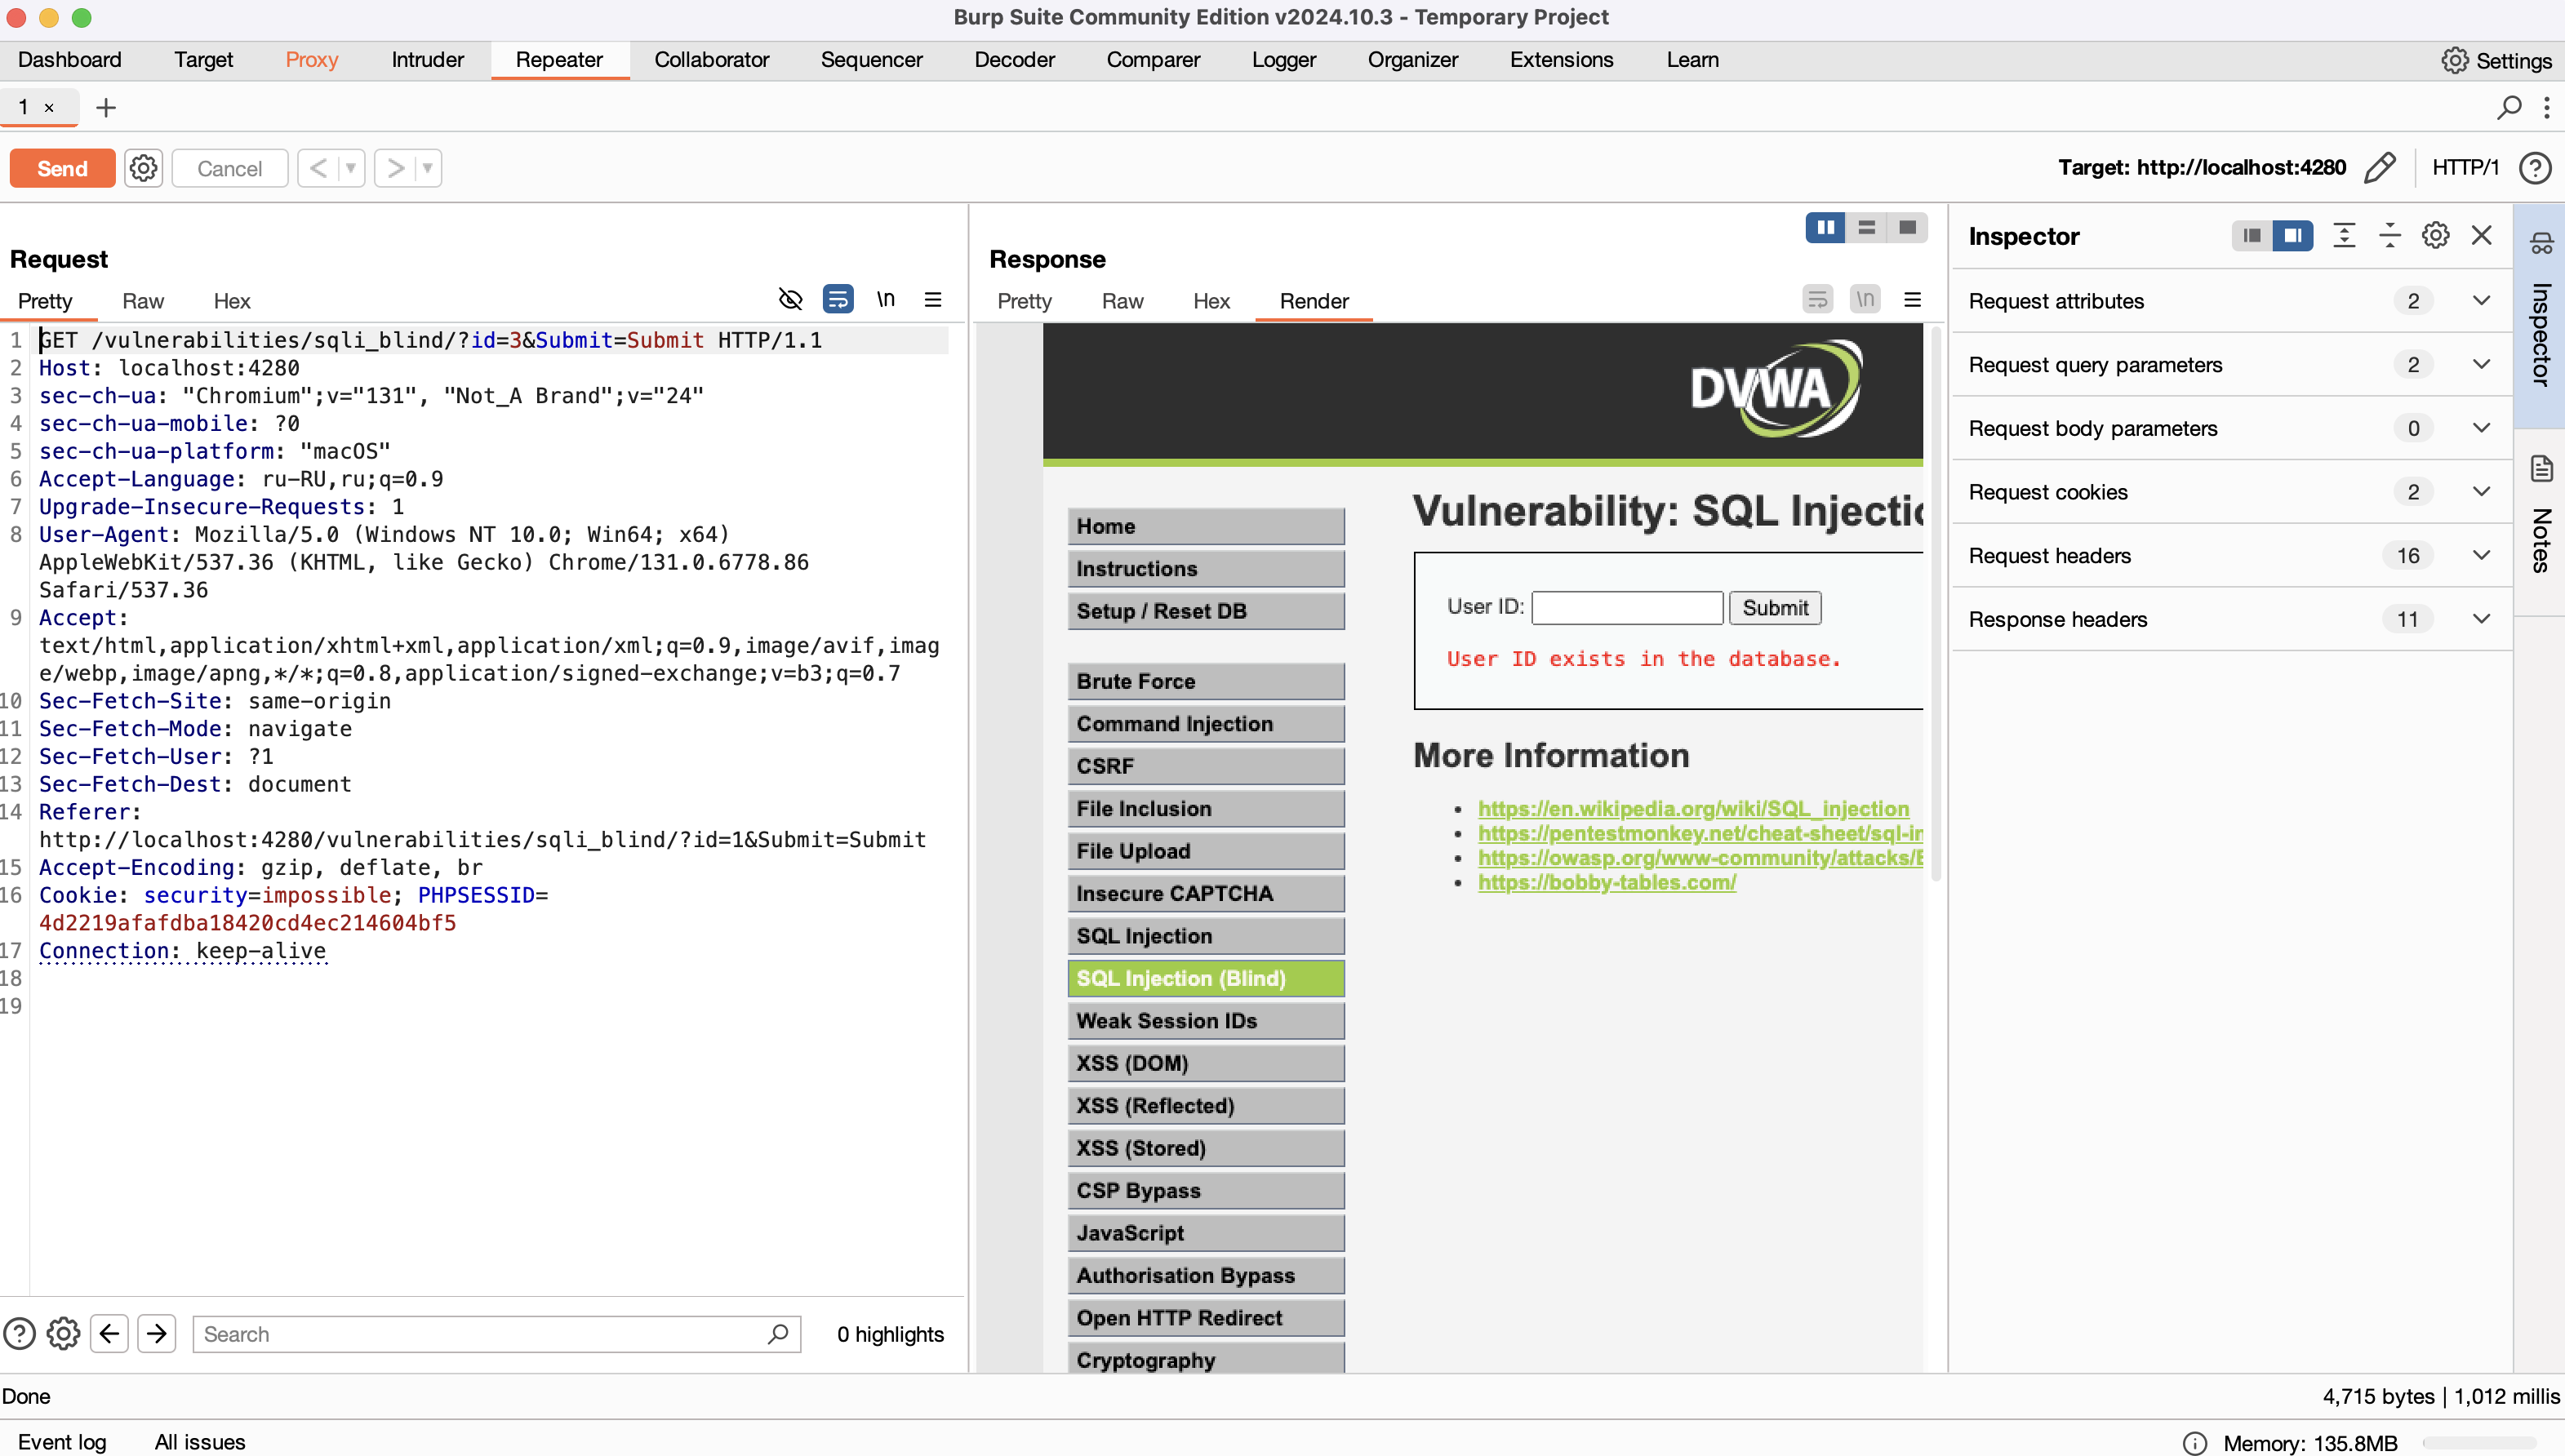 Burp Suite Community Edition v2024.10.3 - Temporary Project
Dashboard Target Proxy Intruder Repeater Collaborator Sequencer Decoder Comparer Logger Organizer Extensions Learn Settings
1 × +
Send Cancel < > Target: http://localhost:4280 HTTP/1 ?
Request
Pretty Raw Hex \n
1 GET /vulnerabilities/sqli_blind/?id=3&Submit=Submit HTTP/1.1
2 Host: localhost:4280
3 sec-ch-ua: "Chromium";v="131", "Not_A Brand";v="24"
4 sec-ch-ua-mobile: ?0
5 sec-ch-ua-platform: "macOS"
6 Accept-Language: ru-RU,ru;q=0.9
7 Upgrade-Insecure-Requests: 1
8 User-Agent: Mozilla/5.0 (Windows NT 10.0; Win64; x64)
AppleWebKit/537.36 (KHTML, like Gecko) Chrome/131.0.6778.86
Safari/537.36
9 Accept:
text/html,application/xhtml+xml,application/xml;q=0.9,image/avif,imag
e/webp,image/apng,*/*;q=0.8,application/signed-exchange;v=b3;q=0.7
10 Sec-Fetch-Site: same-origin
11 Sec-Fetch-Mode: navigate
12 Sec-Fetch-User: ?1
13 Sec-Fetch-Dest: document
14 Referer:
http://localhost:4280/vulnerabilities/sqli_blind/?id=1&Submit=Submit
15 Accept-Encoding: gzip, deflate, br
16 Cookie: security=impossible; PHPSESSID=
4d2219afafdba18420cd4ec214604bf5
17 Connection: keep-alive
18
19
? Search 0 highlights
Response
Pretty Raw Hex Render \n
DVWA
Home
Instructions
Setup / Reset DB
Brute Force
Command Injection
CSRF
File Inclusion
File Upload
Insecure CAPTCHA
SQL Injection
SQL Injection (Blind)
Weak Session IDs
XSS (DOM)
XSS (Reflected)
XSS (Stored)
CSP Bypass
JavaScript
Authorisation Bypass
Open HTTP Redirect
Cryptography
Vulnerability: SQL Injectio
User ID: Submit
User ID exists in the database.
More Information
https://en.wikipedia.org/wiki/SQL_injection
https://pentestmonkey.net/cheat-sheet/sql-in
https://owasp.org/www-community/attacks/B
https://bobby-tables.com/
Inspector
Request attributes 2
Request query parameters 2
Request body parameters 0
Request cookies 2
Request headers 16
Response headers 11
Inspector
Notes
Done 4,715 bytes | 1,012 millis
Event log All issues Memory: 135.8MB